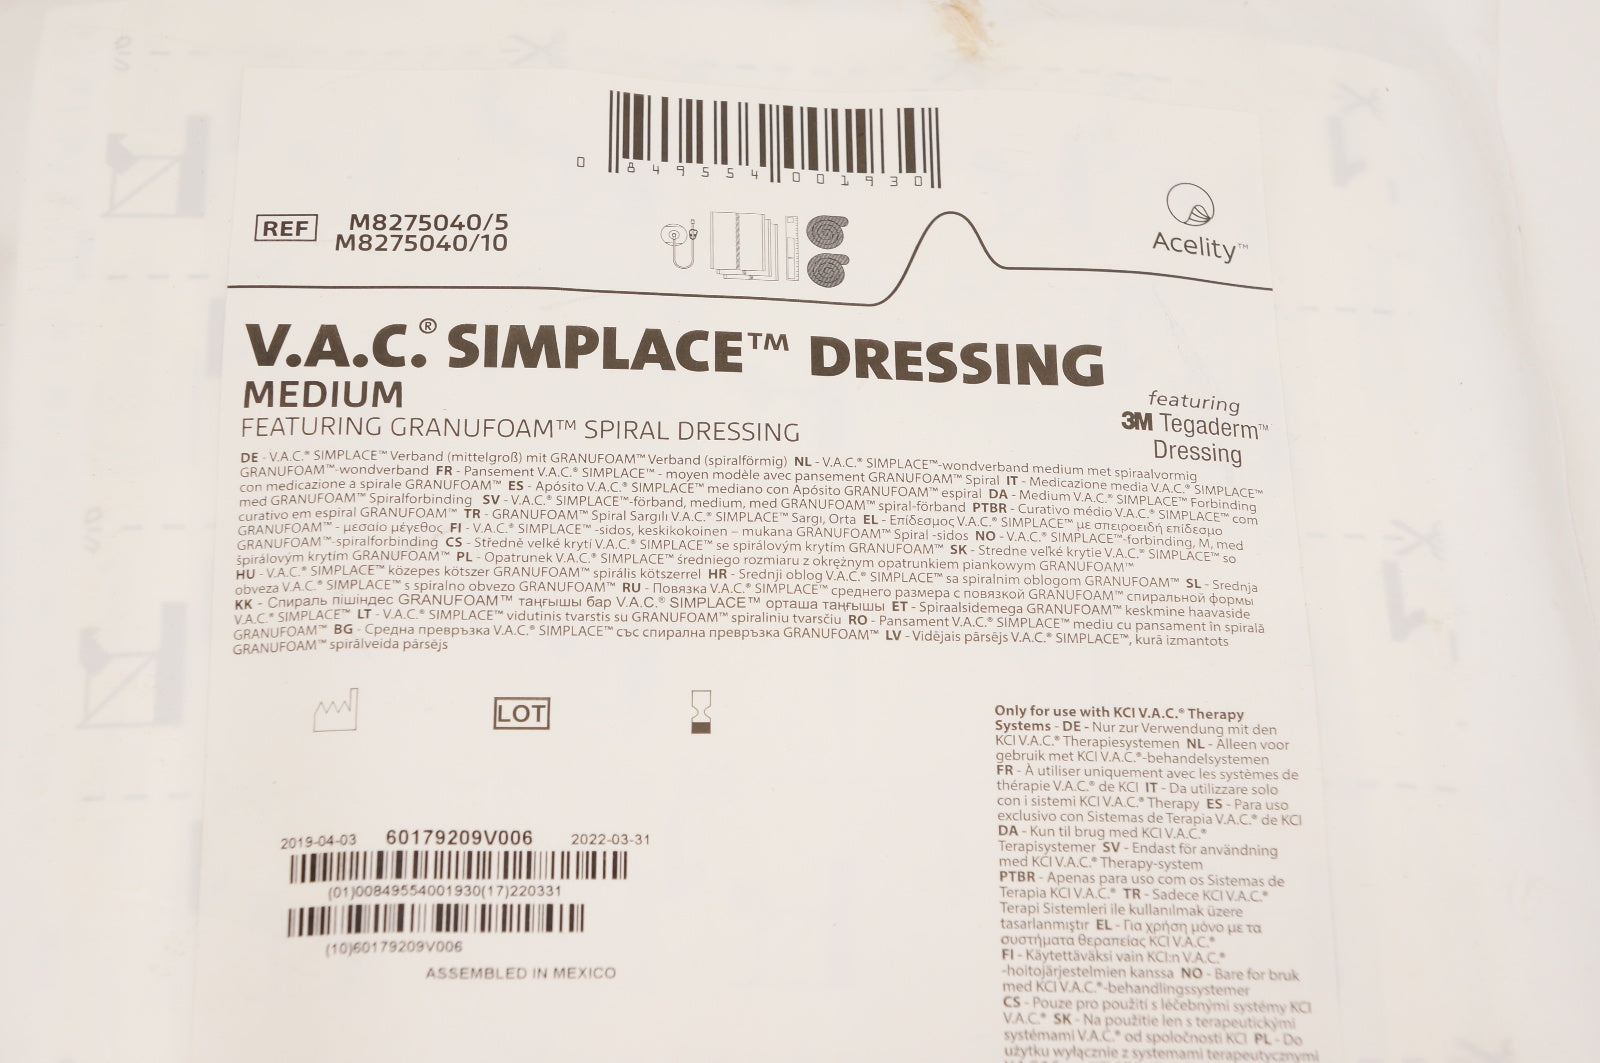 0 849554 001930
REF M8275040/5
M8275040/10
Acelity™
V.A.C.® SIMPLACE™ DRESSING
MEDIUM
FEATURING GRANUFOAM™ SPIRAL DRESSING
featuring
3M Tegaderm™
Dressing
DE - V.A.C.® SIMPLACE™ Verband (mittelgroß) mit GRANUFOAM™ Verband (spiralförmig) NL - V.A.C.® SIMPLACE™-wondverband medium met spiraalvormig
GRANUFOAM™-wondverband FR - Pansement V.A.C.® SIMPLACE™ - moyen modèle avec pansement GRANUFOAM™ Spiral IT - Medicazione media V.A.C.® SIMPLACE™
con medicazione a spirale GRANUFOAM™ ES - Apósito V.A.C.® SIMPLACE™ mediano con Apósito GRANUFOAM™ espiral DA - Medium V.A.C.® SIMPLACE™ Forbinding
med GRANUFOAM™ Spiralforbinding SV - V.A.C.® SIMPLACE™-förband, medium, med GRANUFOAM™ spiral-förband PTBR - Curativo médio V.A.C.® SIMPLACE™ com
curativo em espiral GRANUFOAM™ TR - GRANUFOAM™ Spiral Sargılı V.A.C.® SIMPLACE™ Sargı, Orta EL - Επίδεσμος V.A.C.® SIMPLACE™ με σπειροειδή επίδεσμο
GRANUFOAM™ - μεσαίο μέγεθος FI - V.A.C.® SIMPLACE™ -sidos, keskikokoinen – mukana GRANUFOAM™ Spiral -sidos NO - V.A.C.® SIMPLACE™-forbinding, M, med
GRANUFOAM™-spiralforbinding CS - Středně velké krytí V.A.C.® SIMPLACE™ se spirálovým krytím GRANUFOAM™ SK - Stredne veľké krytie V.A.C.® SIMPLACE™ so
špirálovým krytím GRANUFOAM™ PL - Opatrunek V.A.C.® SIMPLACE™ średniego rozmiaru z okrężnym opatrunkiem piankowym GRANUFOAM™
HU - V.A.C.® SIMPLACE™ közepes kötszer GRANUFOAM™ spirális kötszerrel HR - Srednji oblog V.A.C.® SIMPLACE™ sa spiralnim oblogom GRANUFOAM™ SL - Srednja
obveza V.A.C.® SIMPLACE™ s spiralno obvezo GRANUFOAM™ RU - Повязка V.A.C.® SIMPLACE™ среднего размера с повязкой GRANUFOAM™ спиральной формы
KK - Спираль пішіндес GRANUFOAM™ таңғышы бар V.A.C.® SIMPLACE™ орташа таңғышы ET - Spiraalsidemega GRANUFOAM™ keskmine haavaside
V.A.C.® SIMPLACE™ LT - V.A.C.® SIMPLACE™ vidutinis tvarstis su GRANUFOAM™ spiraliniu tvarsčiu RO - Pansament V.A.C.® SIMPLACE™ mediu cu pansament în spirală
GRANUFOAM™ BG - Средна превръзка V.A.C.® SIMPLACE™ със спирална превръзка GRANUFOAM™ LV - Vidējais pārsējs V.A.C.® SIMPLACE™, kurā izmantots
GRANUFOAM™ spirālveida pārsējs
LOT
2019-04-03 60179209V006 2022-03-31
(01)00849554001930(17)220331
(10)60179209V006
ASSEMBLED IN MEXICO
Only for use with KCI V.A.C.® Therapy
Systems - DE - Nur zur Verwendung mit den
KCI V.A.C.® Therapiesystemen NL - Alleen voor
gebruik met KCI V.A.C.®-behandelsystemen
FR - À utiliser uniquement avec les systèmes de
thérapie V.A.C.® de KCI IT - Da utilizzare solo
con i sistemi KCI V.A.C.® Therapy ES - Para uso
exclusivo con Sistemas de Terapia V.A.C.® de KCI
DA - Kun til brug med KCI V.A.C.®
Terapisystemer SV - Endast för användning
med KCI V.A.C.® Therapy-system
PTBR - Apenas para uso com os Sistemas de
Terapia KCI V.A.C.® TR - Sadece KCI V.A.C.®
Terapi Sistemleri ile kullanılmak üzere
tasarlanmıştır EL - Για χρήση μόνο με τα
συστήματα θεραπείας KCI V.A.C.®
FI - Käytettäväksi vain KCI:n V.A.C.®
-hoitojärjestelmien kanssa NO - Bare for bruk
med KCI V.A.C.®-behandlingssystemer
CS - Pouze pro použití s léčebnými systémy KCI
V.A.C.® SK - Na použitie len s terapeutickými
systémami V.A.C.® od spoločnosti KCI PL - Do
użytku wyłącznie z systemami terapeutycznymi